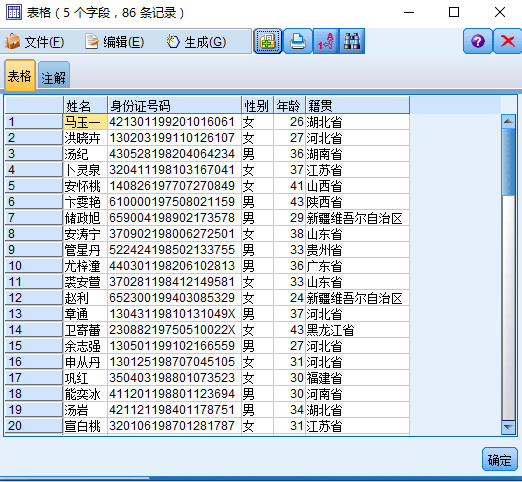 表格 (5 个字段，86 条记录)
文件(F) 编辑(E) 生成(G)
表格 注解
姓名 身份证号码 性别 年龄 籍贯
1 马玉一 421301199201016061 女 26 湖北省
2 洪晓卉 130203199110126107 女 27 河北省
3 汤纪 430528198204064234 男 36 湖南省
4 卜灵泉 320411198103167041 女 37 江苏省
5 安怀桃 140826197707270849 女 41 山西省
6 卞雯艳 610000197508021159 男 43 陕西省
7 储政旭 659004198902173578 男 29 新疆维吾尔自治区
8 安涛宁 370902198006272501 女 38 山东省
9 管星丹 522424198502133755 男 33 贵州省
10 尤梓潼 440301198206102813 男 36 广东省
11 裘安萱 370281198412149581 女 33 山东省
12 赵利 652300199403085329 女 24 新疆维吾尔自治区
13 章通 13043119810131049X 男 37 河北省
14 卫寄蕾 23088219750510022X 女 43 黑龙江省
15 余志强 130501199102166559 男 27 河北省
16 申从丹 130125198707045105 女 31 河北省
17 巩红 350403198801073523 女 30 福建省
18 能奕冰 411201198801123694 男 30 河南省
19 汤岩 421121198401178751 男 34 湖北省
20 宣白桃 320106198701281787 女 31 江苏省
确定